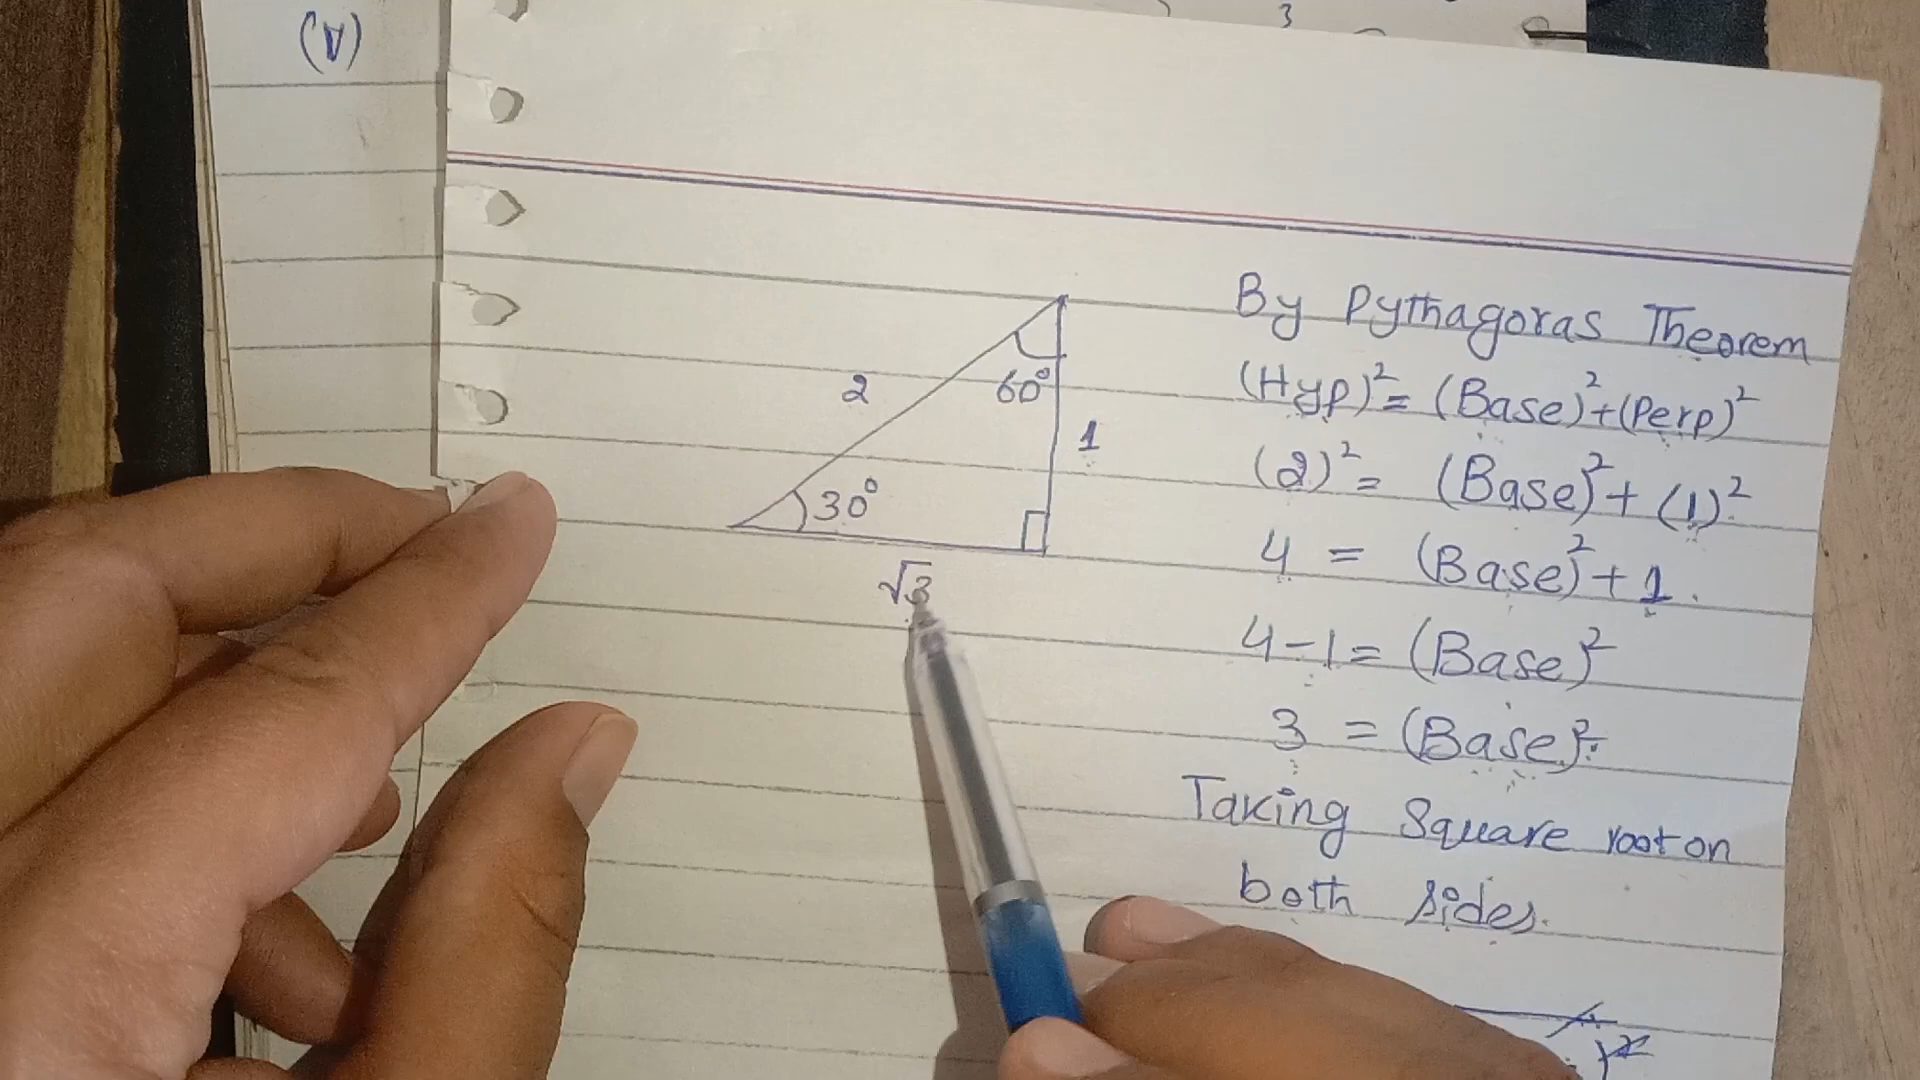 (v)
3
2
60°
1
30°
√3
By Pythagoras Theorem
(Hyp)² = (Base)² + (Perp)²
(2)² = (Base)² + (1)²
4 = (Base)² + 1.
4 - 1 = (Base)²
3 = (Base)².
Taking Square root on
both sides.